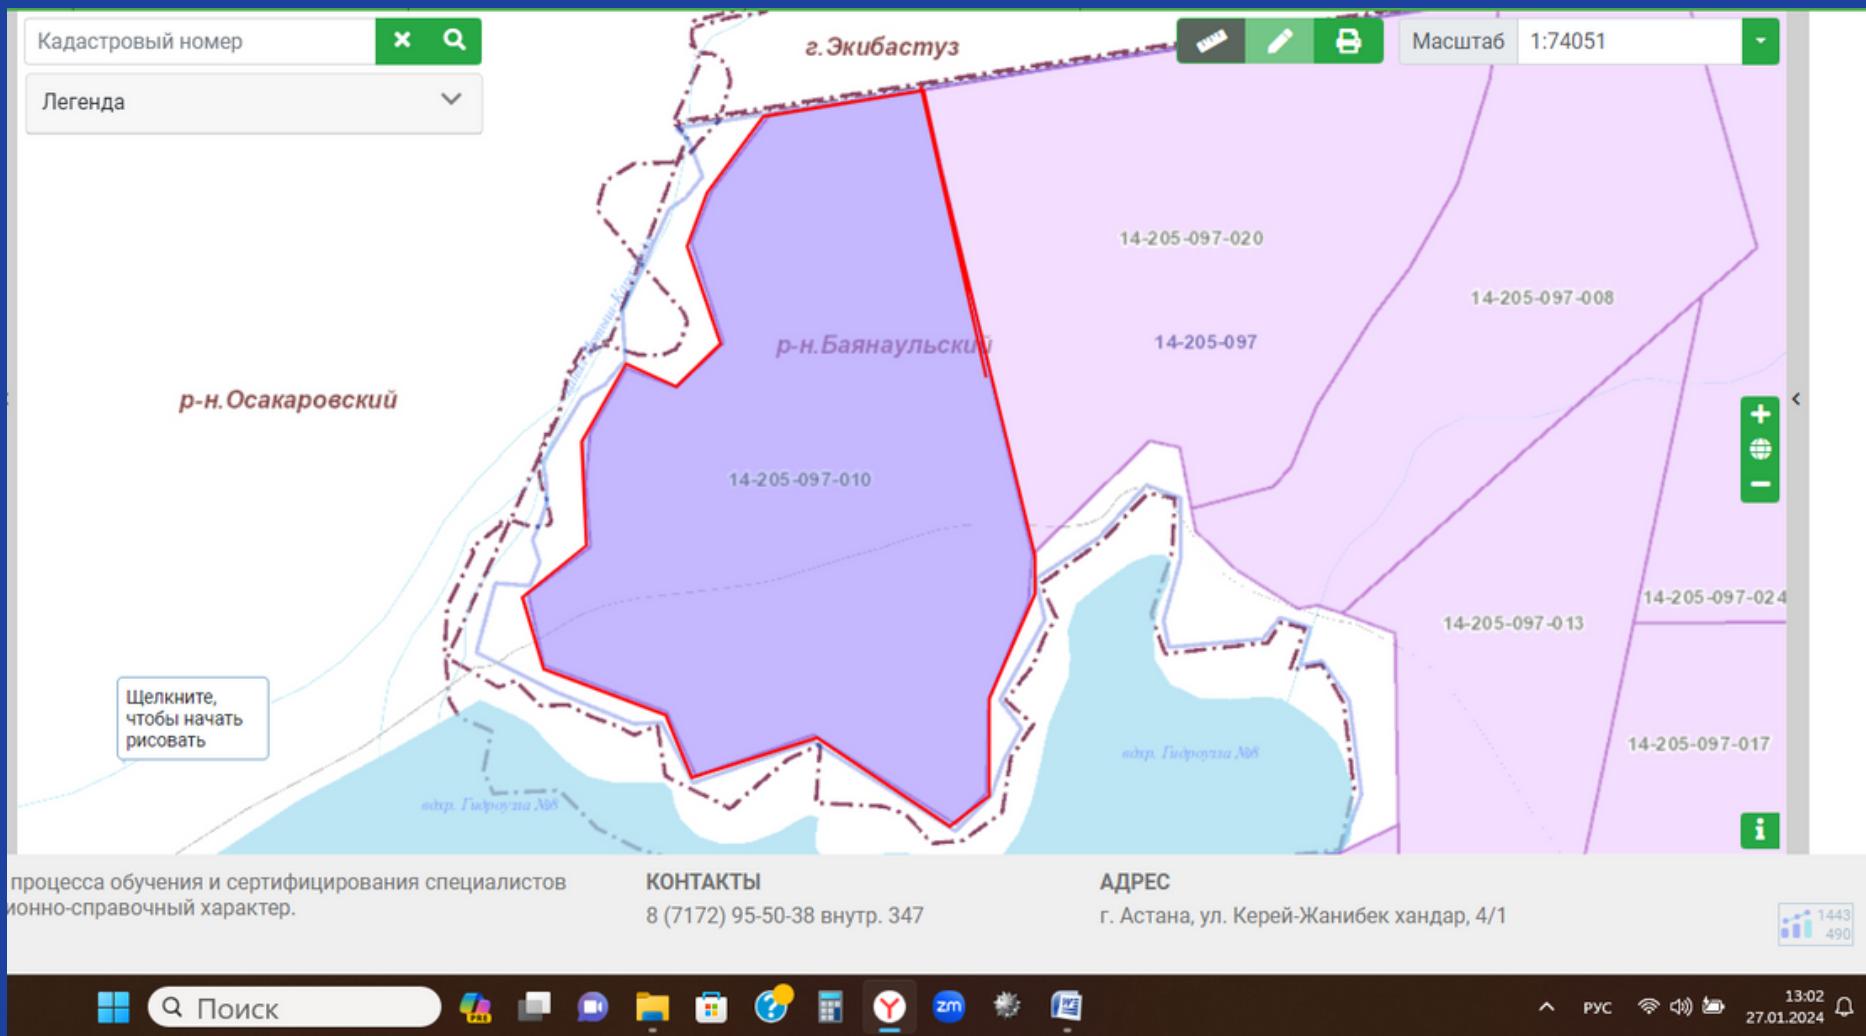 Кадастровый номер
г.Экибастуз
Масштаб 1:74051
Легенда
14-205-097-020
14-205-097-008
р-н.Баянаульский
14-205-097
р-н.Осакаровский
14-205-097-010
14-205-097-024
14-205-097-013
Щелкните,
чтобы начать
рисовать
14-205-097-017
вдхр. Гидроузла №8
вдхр. Гидроузла №8
процесса обучения и сертифицирования специалистов
ионно-справочный характер.
КОНТАКТЫ
8 (7172) 95-50-38 внутр. 347
АДРЕС
г. Астана, ул. Керей-Жанибек хандар, 4/1
1443
490
Поиск
PRE
zm
РУС
13:02
27.01.2024